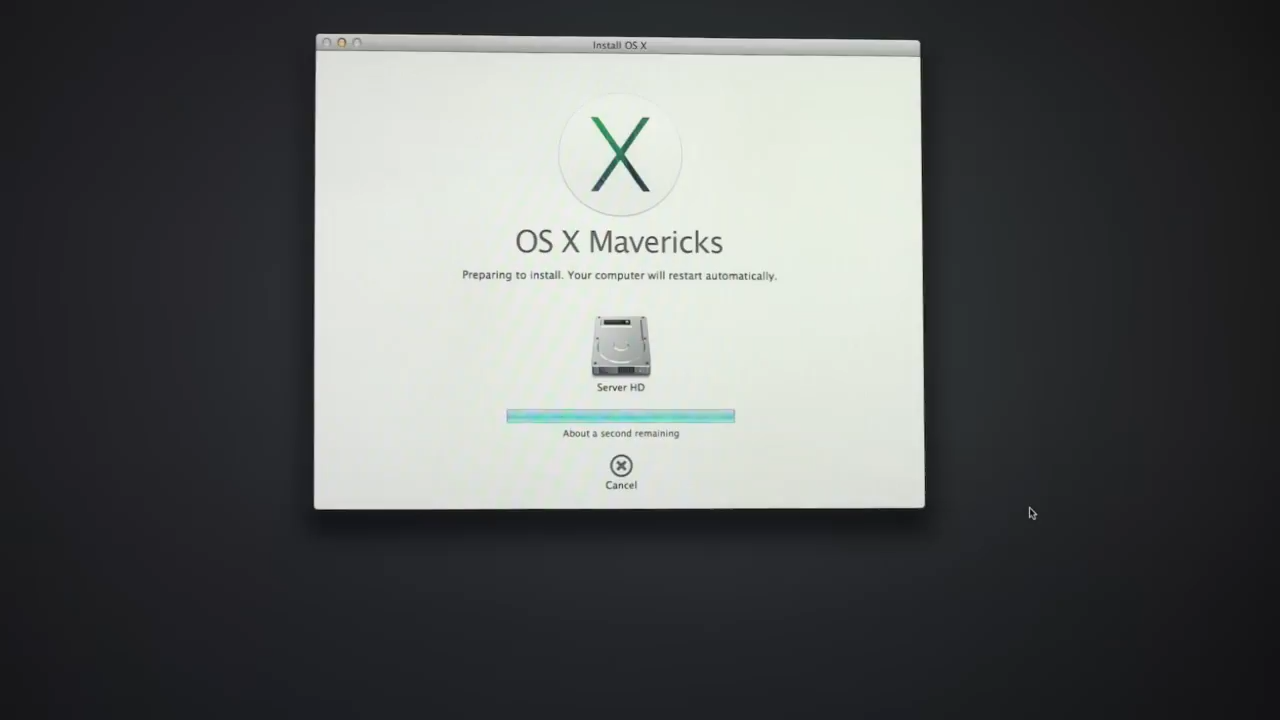 Install OS X
X
OS X Mavericks
Preparing to install. Your computer will restart automatically.
Server HD
About a second remaining
Cancel